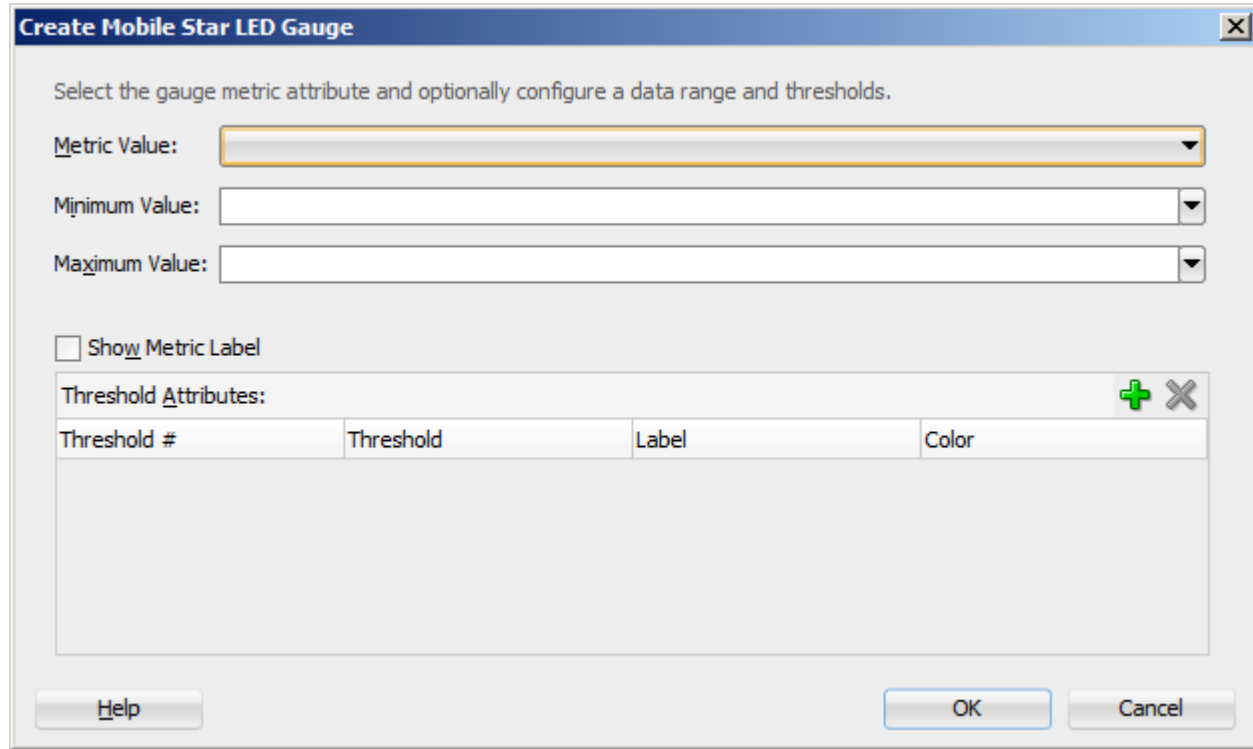 Create Mobile Star LED Gauge
Select the gauge metric attribute and optionally configure a data range and thresholds.
Metric Value:
Minimum Value:
Maximum Value:
Show Metric Label
Threshold Attributes:
Threshold # Threshold Label Color
Help OK Cancel